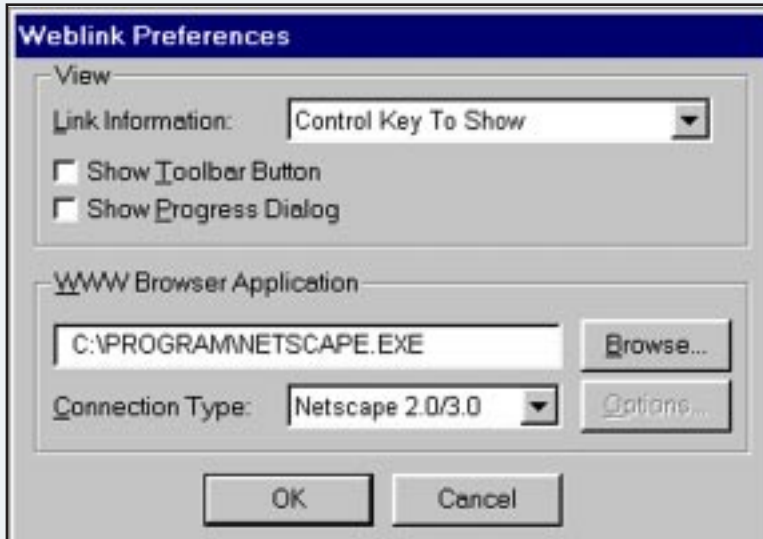 Weblink Preferences
View
Link Information: Control Key To Show
Show Toolbar Button
Show Progress Dialog
WWW Browser Application
C:\PROGRAM\NETSCAPE.EXE Browse...
Connection Type: Netscape 2.0/3.0 Options...
OK Cancel